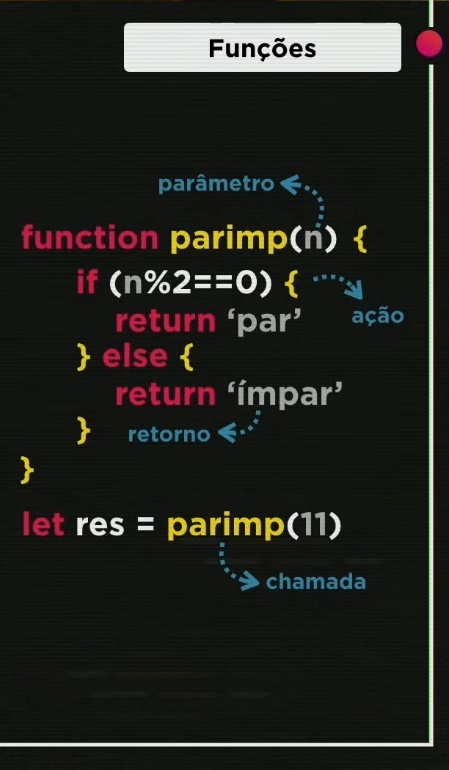 Funções
parâmetro
function parimp(n) {
if (n%2==0) {
ação
return ‘par’
} else {
return ‘ímpar’
}
retorno
}
let res = parimp(11)
chamada